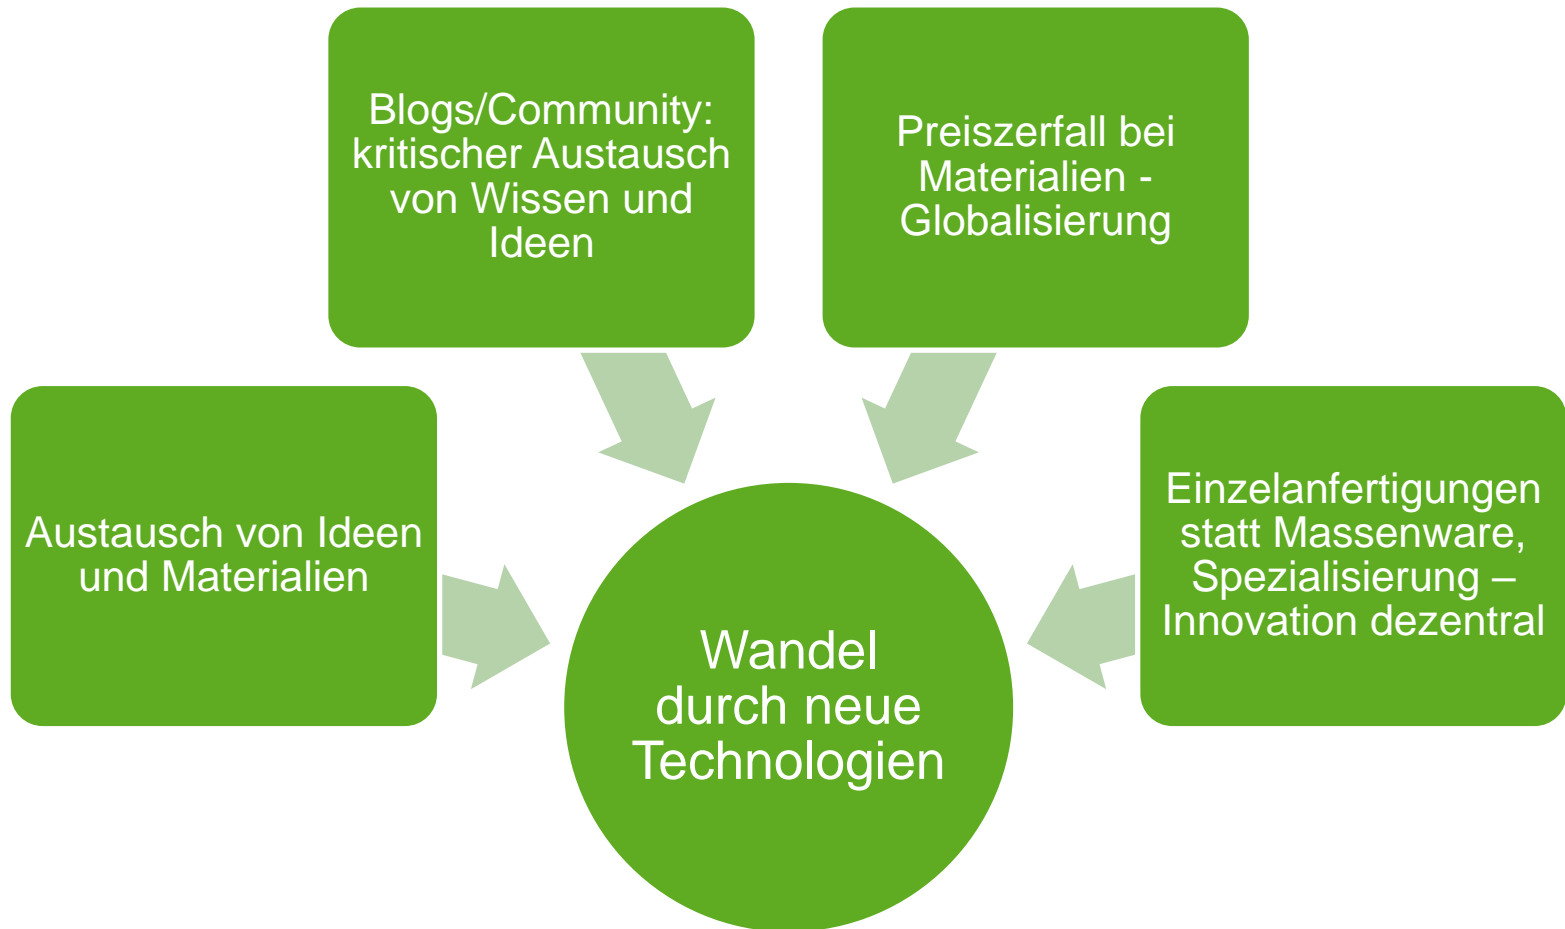 Blogs/Community:
kritischer Austausch
von Wissen und
Ideen
Preiszerfall bei
Materialien -
Globalisierung
Austausch von Ideen
und Materialien
Einzelanfertigungen
statt Massenware,
Spezialisierung –
Innovation dezentral
Wandel
durch neue
Technologien